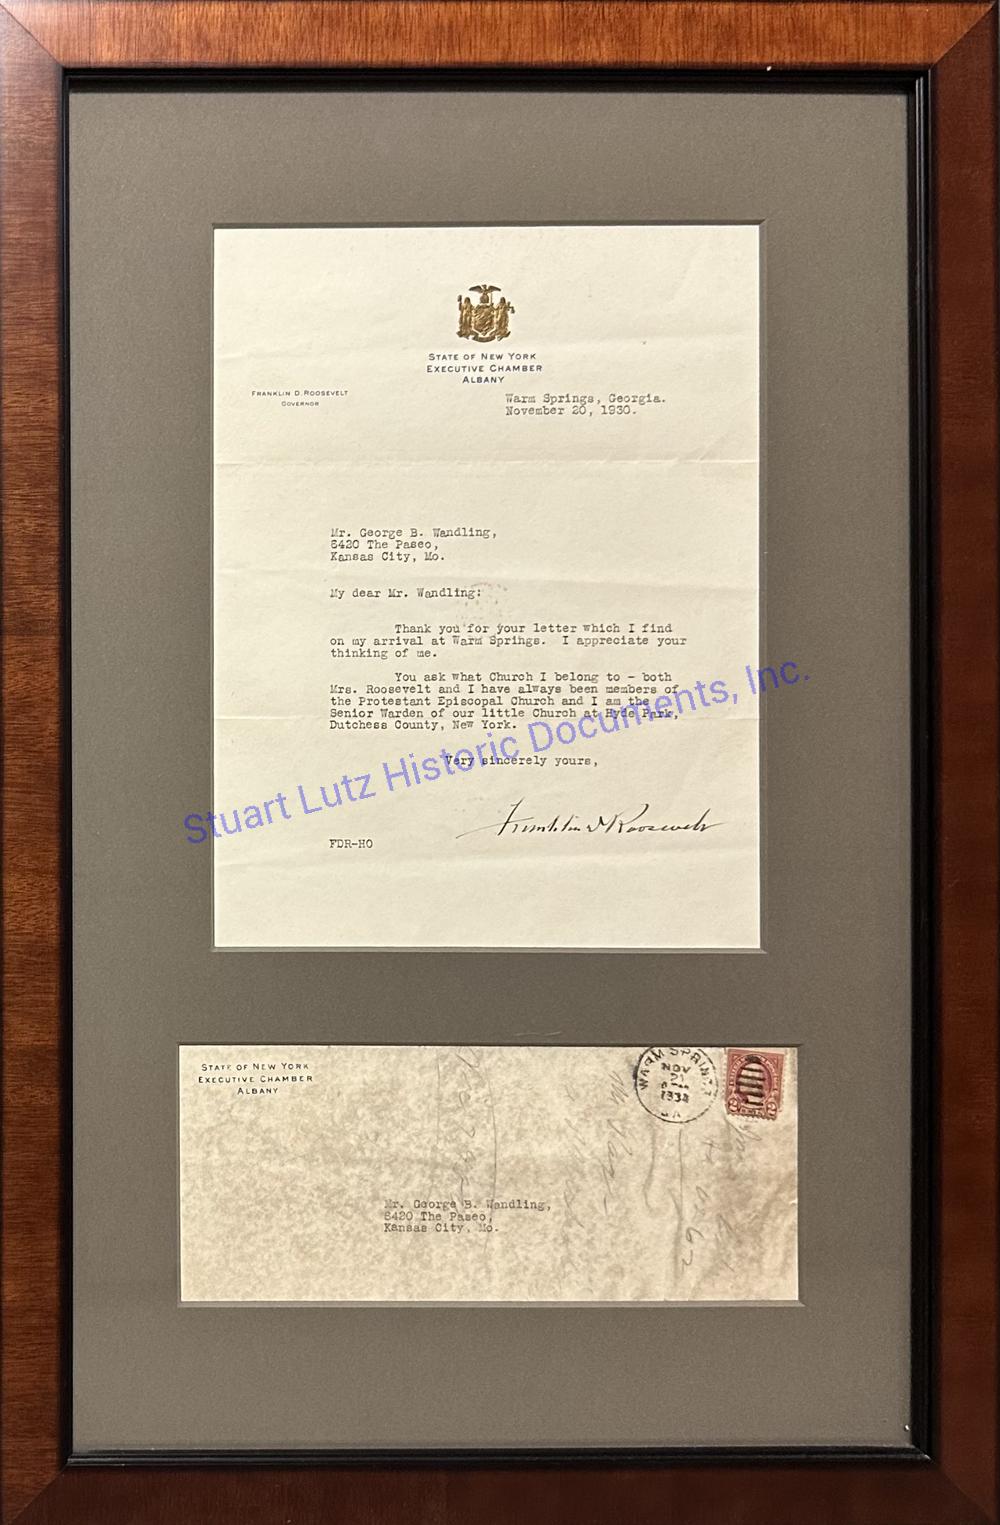 STATE OF NEW YORK
EXECUTIVE CHAMBER
ALBANY
FRANKLIN D. ROOSEVELT
GOVERNOR
Warm Springs, Georgia.
November 20, 1930.
Mr. George B. Wandling,
6420 The Paseo,
Kansas City, Mo.
My dear Mr. Wandling:
Thank you for your letter which I find
on my arrival at Warm Springs. I appreciate your
thinking of me.
You ask what Church I belong to - both
Mrs. Roosevelt and I have always been members of
the Protestant Episcopal Church and I am the
Senior Warden of our little Church at Hyde Park,
Dutchess County, New York.
Very sincerely yours,
Franklin D Roosevelt
FDR-HO
Stuart Lutz Historic Documents, Inc.
STATE OF NEW YORK
EXECUTIVE CHAMBER
ALBANY
WARM SPRINGS
NOV
21
GA
Mr. George B. Wandling,
6420 The Paseo,
Kansas City, Mo.